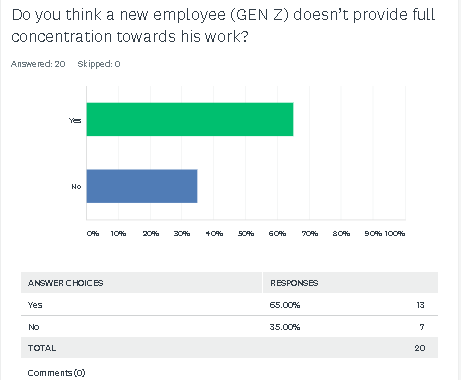 Do you think a new employee (GEN Z) doesn't provide full
concentration towards his work?
Answered: 20 Skipped: 0
Yes
No
0% 10% 20% 30% 40% 50% 60% 70% 80% 90% 100%
ANSWER CHOICES RESPONSES
Yes 65.00% 13
No 35.00% 7
TOTAL 20
Comments(0)